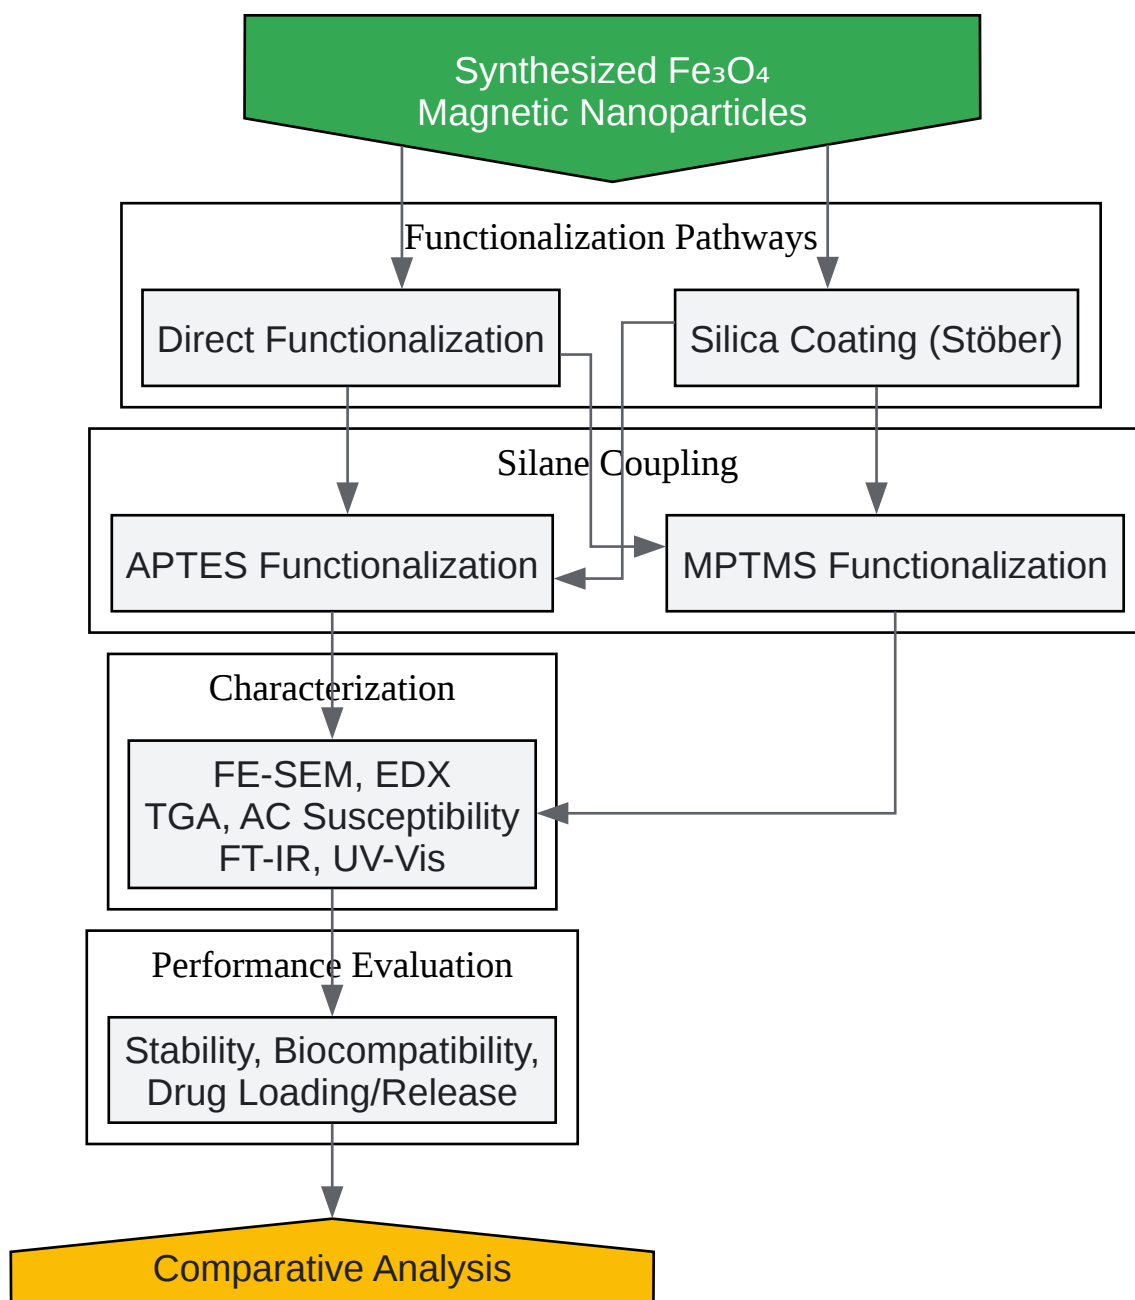 Synthesized Fe₃O₄
Magnetic Nanoparticles
Functionalization Pathways
Direct Functionalization
Silica Coating (Stöber)
Silane Coupling
APTES Functionalization
MPTMS Functionalization
Characterization
FE-SEM, EDX
TGA, AC Susceptibility
FT-IR, UV-Vis
Performance Evaluation
Stability, Biocompatibility,
Drug Loading/Release
Comparative Analysis